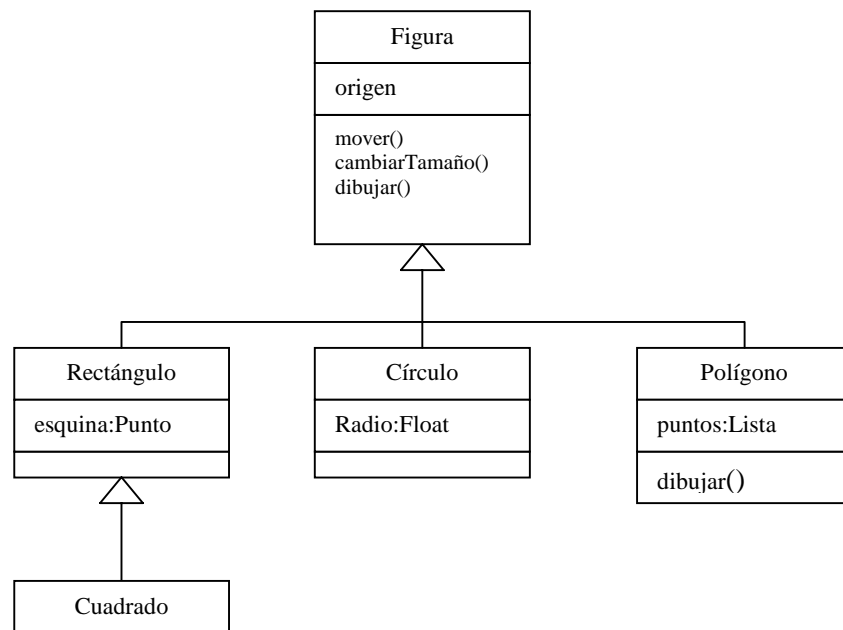 Figura
origen
mover()
cambiarTamaño()
dibujar()
Rectángulo
esquina:Punto
Círculo
Radio:Float
Polígono
puntos:Lista
dibujar()
Cuadrado